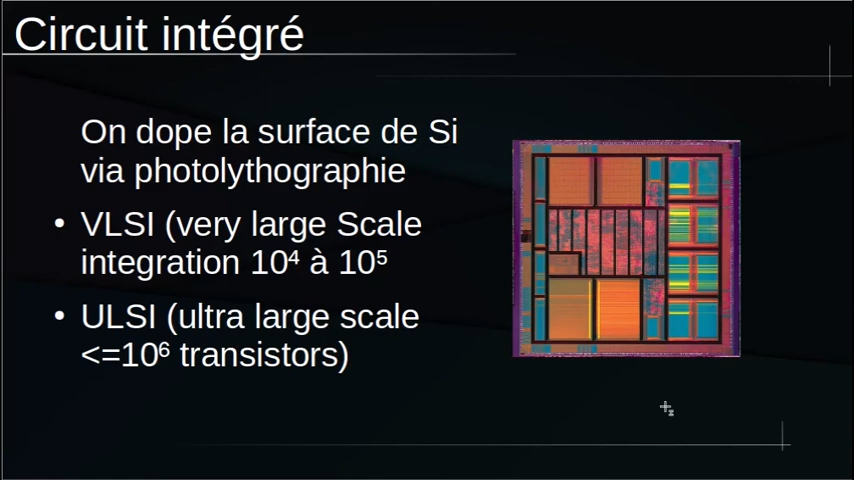 Circuit intégré
On dope la surface de Si
via photolythographie
• VLSI (very large Scale
integration 10⁴ à 10⁵
• ULSI (ultra large scale
<=10⁶ transistors)